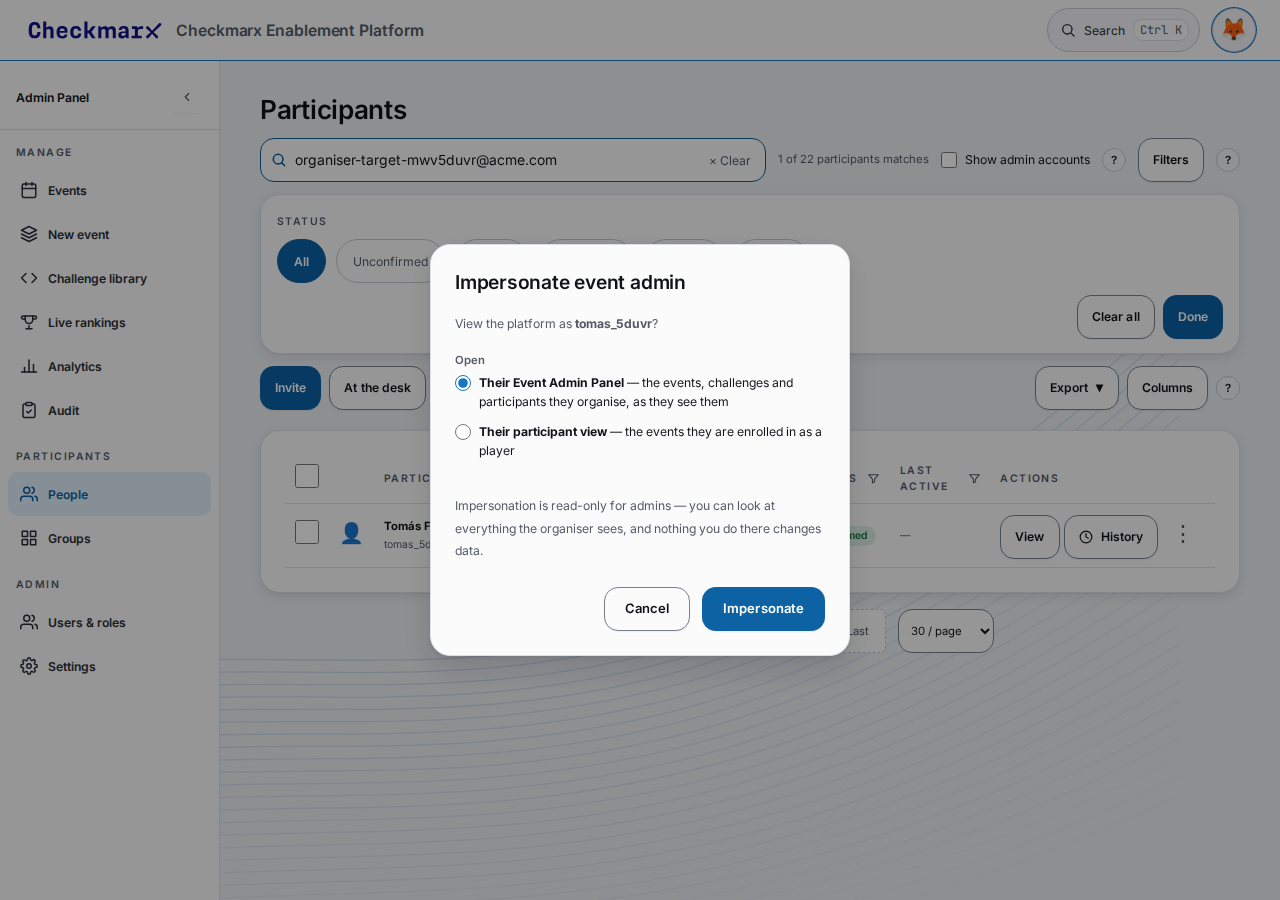 Checkmarx
Checkmarx Enablement Platform
Search
Ctrl K
Admin Panel
MANAGE
Events
New event
Challenge library
Live rankings
Analytics
Audit
PARTICIPANTS
People
Groups
ADMIN
Users & roles
Settings
Participants
organiser-target-mwv5duvr@acme.com
× Clear
1 of 22 participants matches
Show admin accounts
?
Filters
?
STATUS
All
Unconfirmed
Clear all
Done
Invite
At the desk
Export ▼
Columns
?
LAST
ACTIVE
ACTIONS
Tomás
—
View
History
Last
30 / page
Impersonate event admin
View the platform as tomas_5duvr?
Open
Their Event Admin Panel — the events, challenges and
participants they organise, as they see them
Their participant view — the events they are enrolled in as a
player
Impersonation is read-only for admins — you can look at
everything the organiser sees, and nothing you do there changes
data.
Cancel
Impersonate